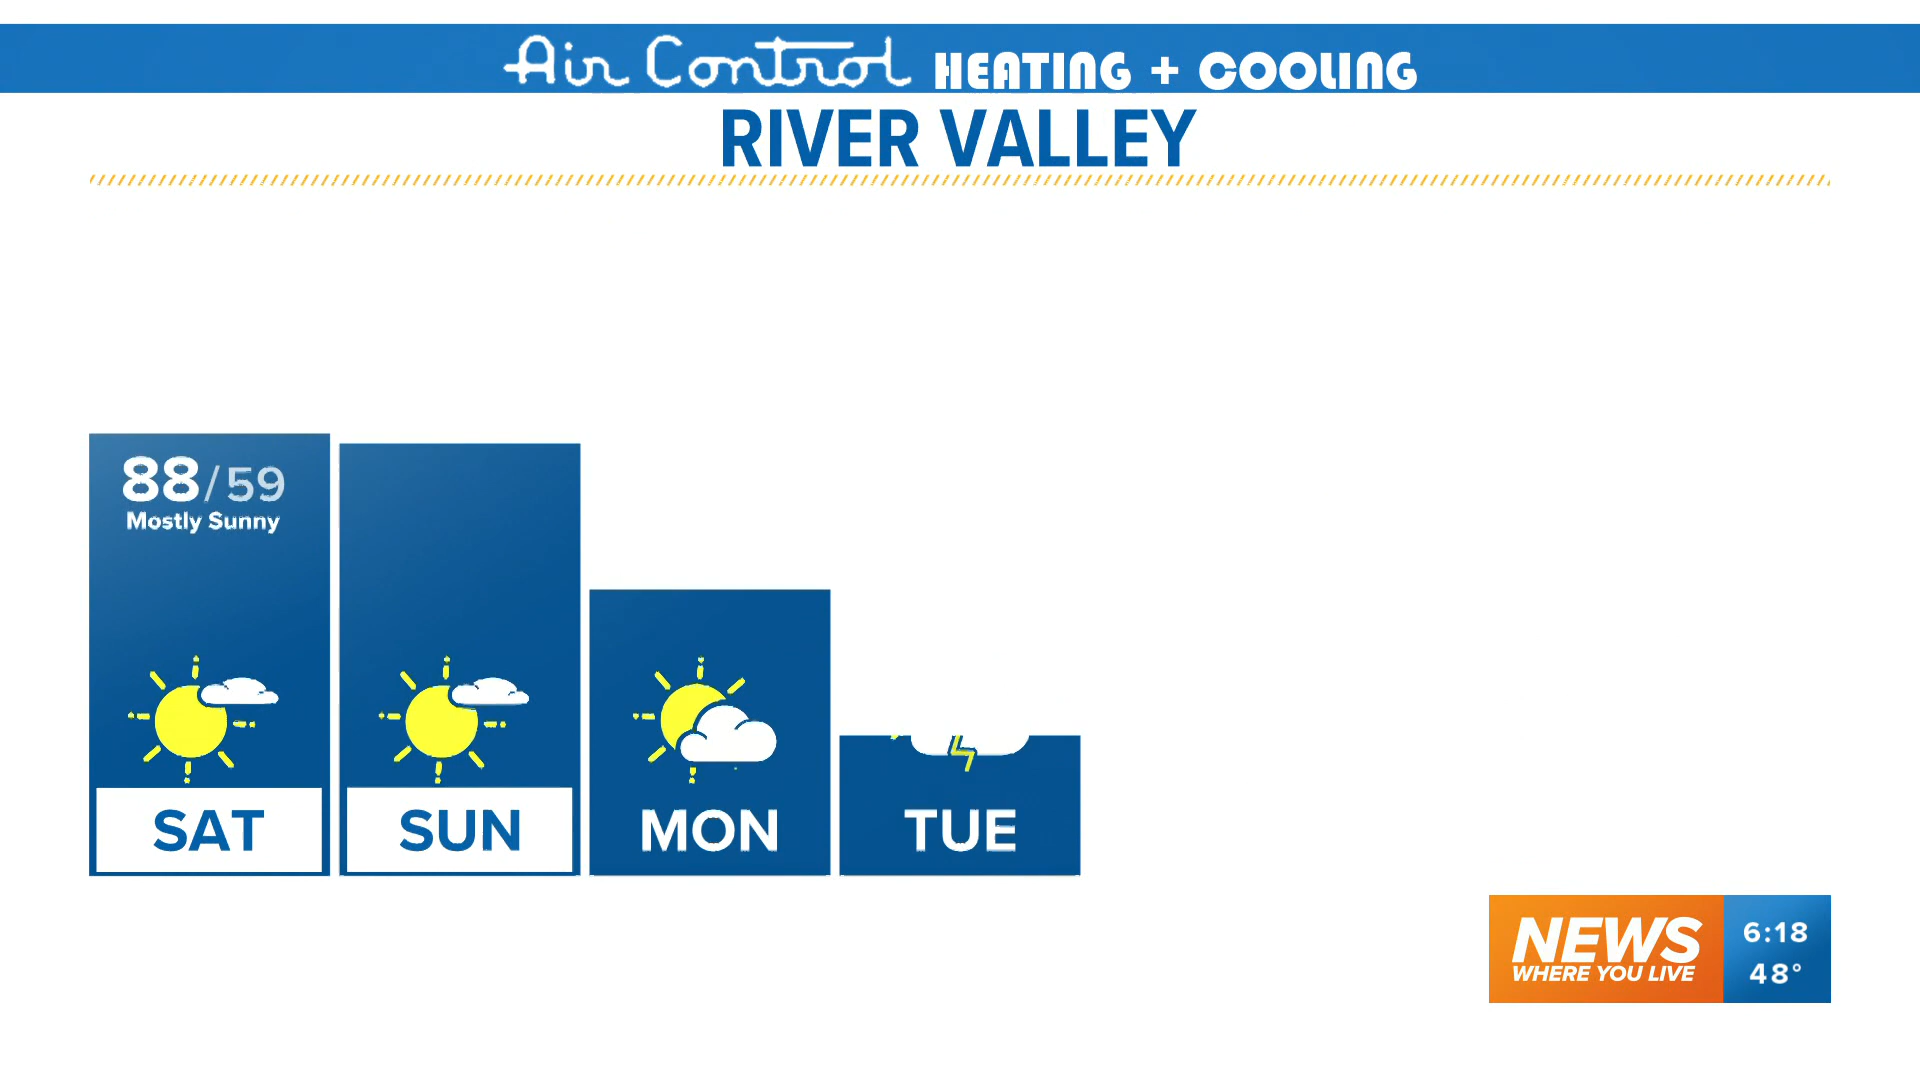 Air Control HEATING + COOLING
RIVER VALLEY
88/59
Mostly Sunny
SAT
SUN
MON
TUE
NEWS
WHERE YOU LIVE
6:18
48°